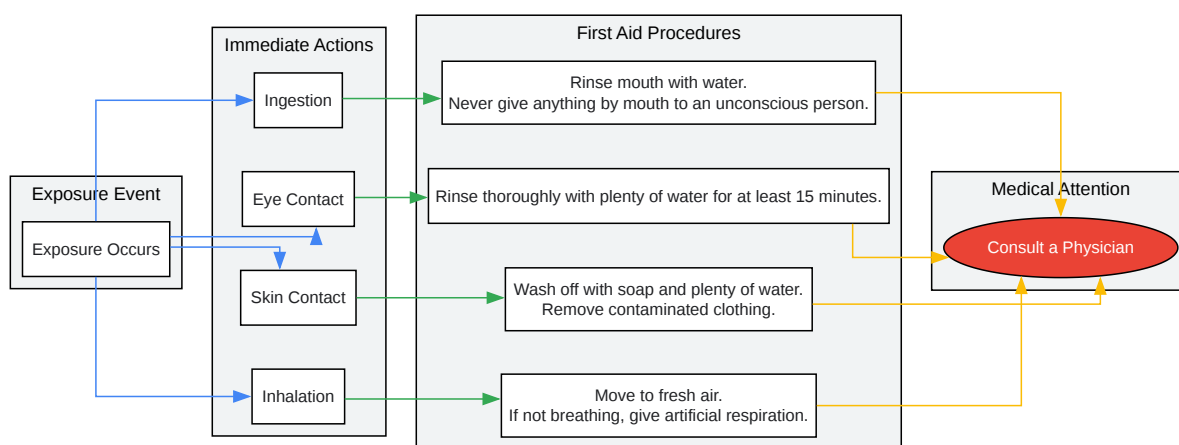 Exposure Event
Exposure Occurs
Immediate Actions
Ingestion
Eye Contact
Skin Contact
Inhalation
First Aid Procedures
Rinse mouth with water.
Never give anything by mouth to an unconscious person.
Rinse thoroughly with plenty of water for at least 15 minutes.
Wash off with soap and plenty of water.
Remove contaminated clothing.
Move to fresh air.
If not breathing, give artificial respiration.
Medical Attention
Consult a Physician